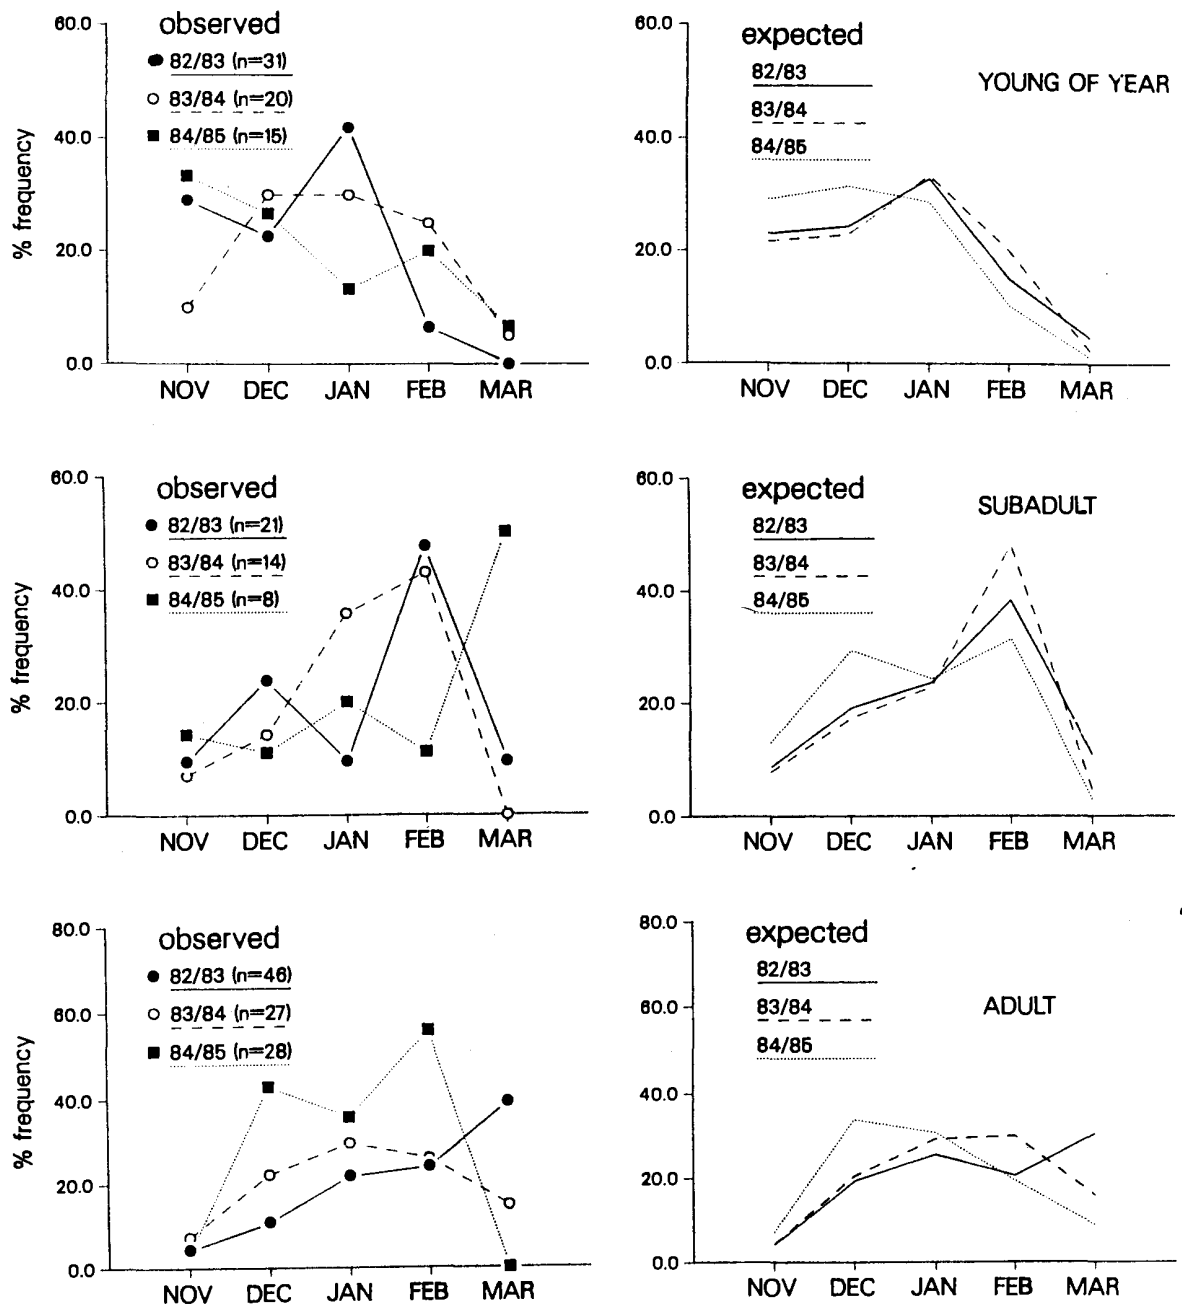 60.0
observed
82/83 (n=31)
83/84 (n=20)
84/85 (n=15)
40.0
20.0
0.0
% frequency
NOV DEC JAN FEB MAR
60.0
expected
82/83
83/84
84/85
YOUNG OF YEAR
40.0
20.0
0.0
NOV DEC JAN FEB MAR
60.0
observed
82/83 (n=21)
83/84 (n=14)
84/85 (n=8)
40.0
20.0
0.0
% frequency
NOV DEC JAN FEB MAR
60.0
expected
82/83
83/84
84/85
SUBADULT
40.0
20.0
0.0
NOV DEC JAN FEB MAR
80.0
observed
82/83 (n=46)
83/84 (n=27)
84/85 (n=28)
60.0
40.0
20.0
0.0
% frequency
NOV DEC JAN FEB MAR
80.0
expected
82/83
83/84
84/85
ADULT
60.0
40.0
20.0
0.0
NOV DEC JAN FEB MAR